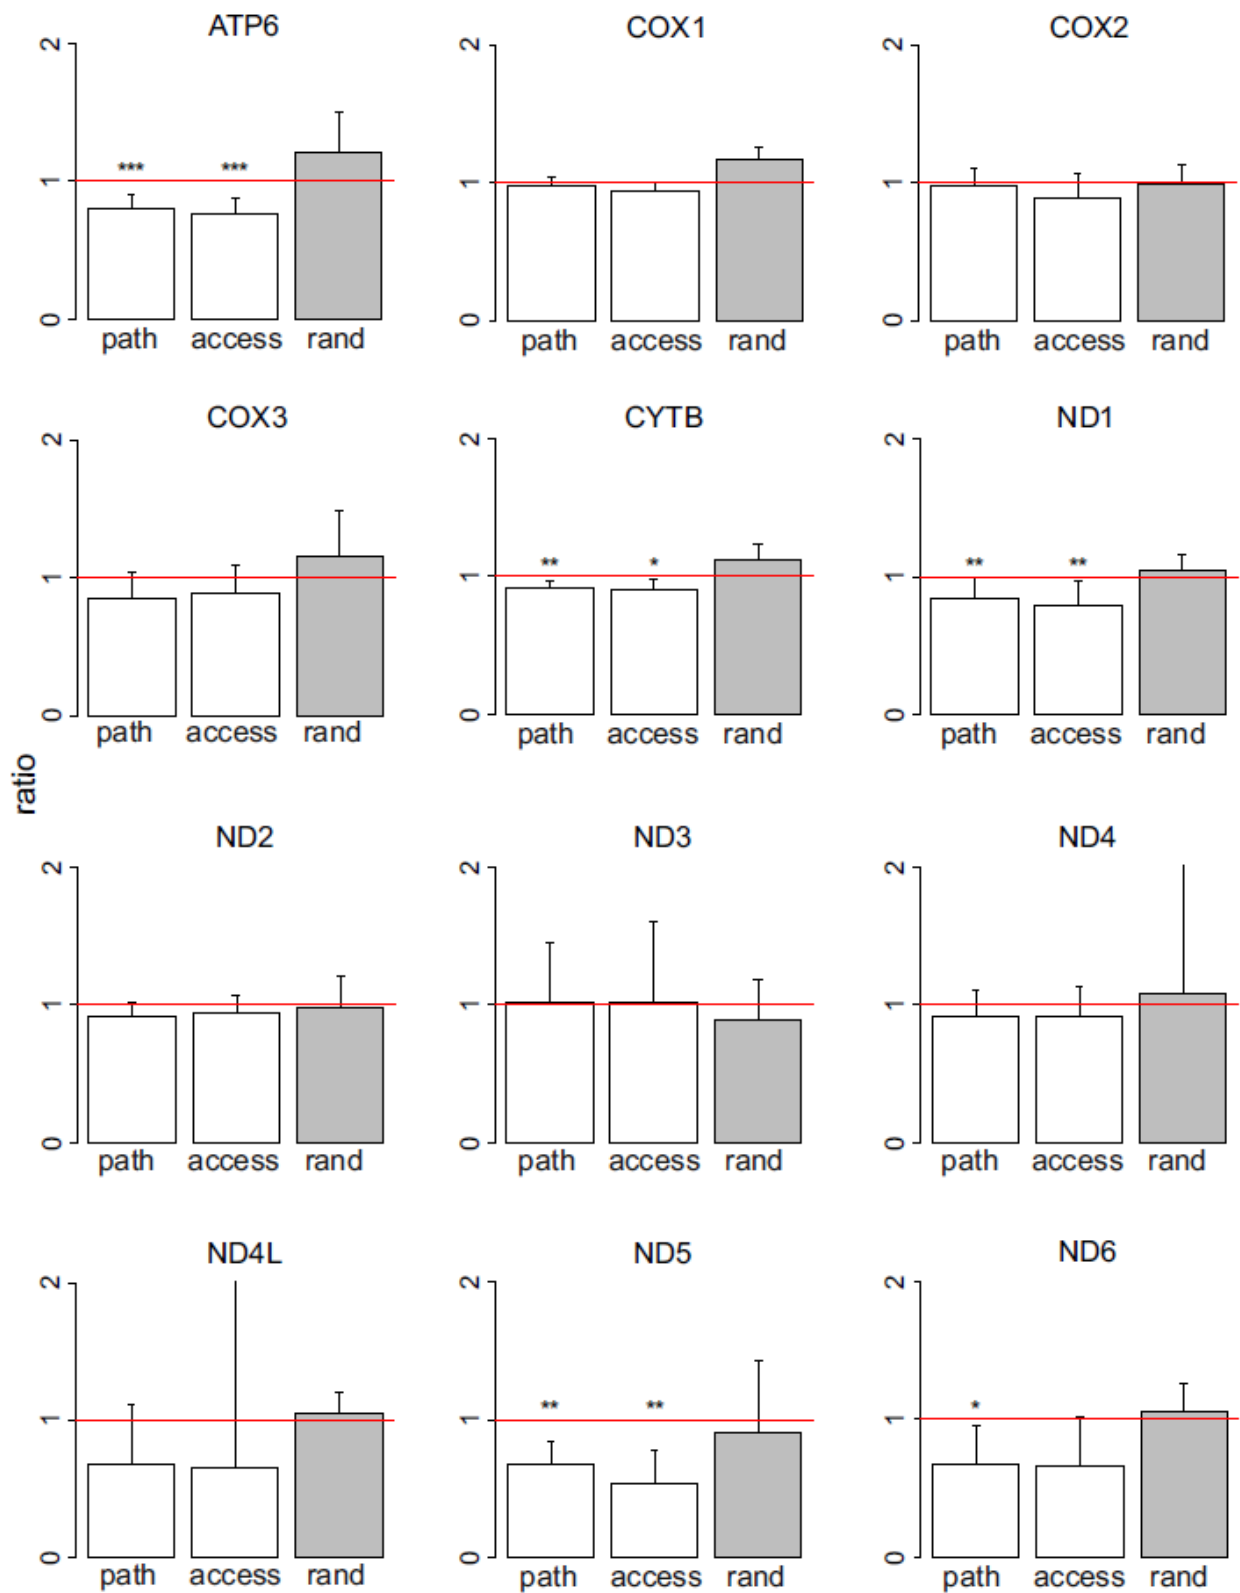 ATP6 COX1 COX2
2 2 2
*** ***
1 1 1
0 0 0
path access rand path access rand path access rand
COX3 CYTB ND1
2 2 2
** * ** **
1 1 1
0 0 0
path access rand path access rand path access rand
ratio
ND2 ND3 ND4
2 2 2
1 1 1
0 0 0
path access rand path access rand path access rand
ND4L ND5 ND6
2 2 2
** ** *
1 1 1
0 0 0
path access rand path access rand path access rand